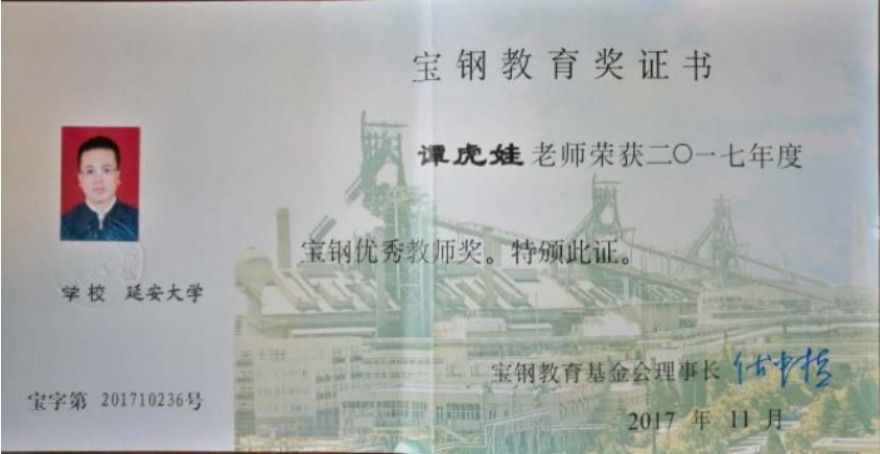 宝钢教育奖证书
谭虎娃老师荣获二〇一七年度
宝钢优秀教师奖。特颁此证。
学校 延安大学
宝钢教育基金会理事长
宝字第 201710236号
2017 年 11 月